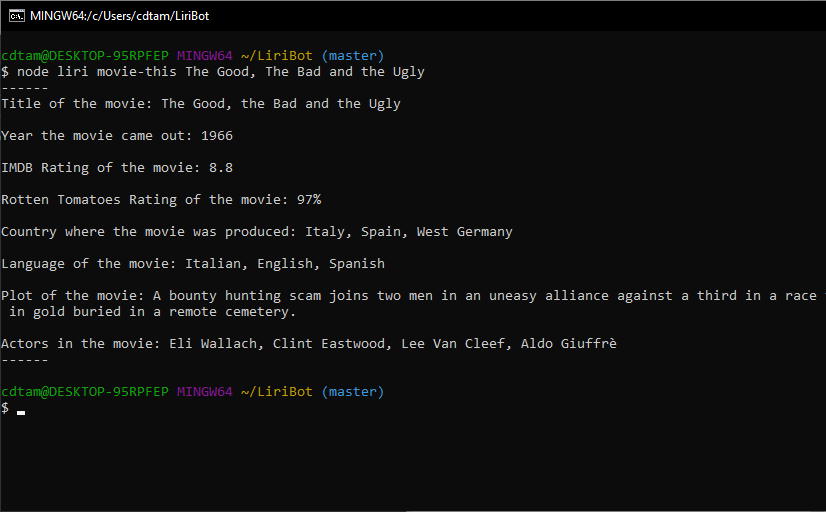 MINGW64:/c/Users/cdtam/LiriBot
cdtam@DESKTOP-95RPFEP MINGW64 ~/LiriBot (master)
$ node liri movie-this The Good, The Bad and the Ugly
------
Title of the movie: The Good, the Bad and the Ugly
Year the movie came out: 1966
IMDB Rating of the movie: 8.8
Rotten Tomatoes Rating of the movie: 97%
Country where the movie was produced: Italy, Spain, West Germany
Language of the movie: Italian, English, Spanish
Plot of the movie: A bounty hunting scam joins two men in an uneasy alliance against a third in a race
in gold buried in a remote cemetery.
Actors in the movie: Eli Wallach, Clint Eastwood, Lee Van Cleef, Aldo Giuffrè
------
cdtam@DESKTOP-95RPFEP MINGW64 ~/LiriBot (master)
$